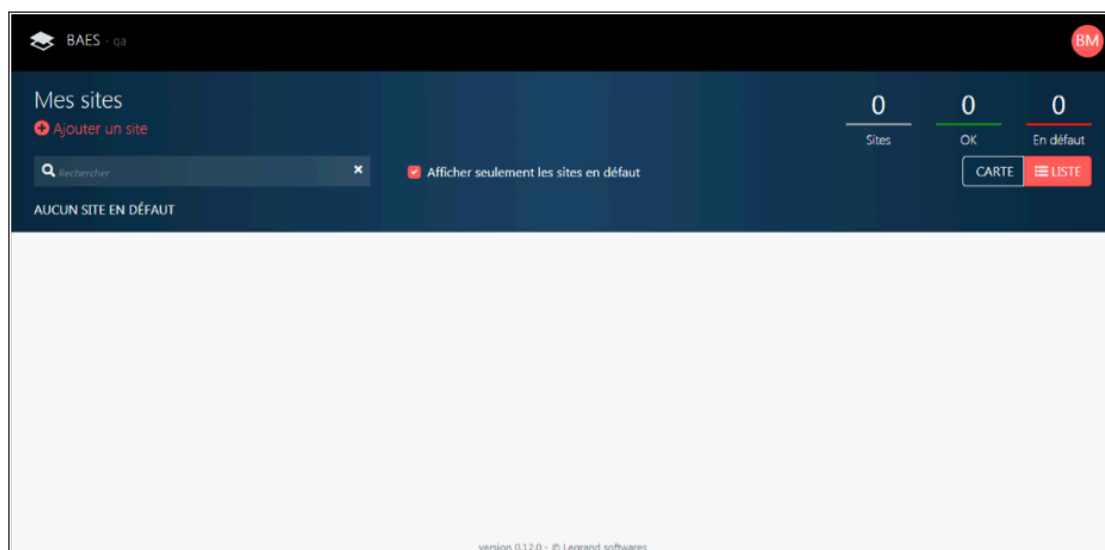 BAES - qa
BM
Mes sites
Ajouter un site
0
Sites
0
OK
0
En défaut
Rechercher
Afficher seulement les sites en défaut
CARTE
LISTE
AUCUN SITE EN DÉFAUT
version 0.12.0 - © Legrand softwares